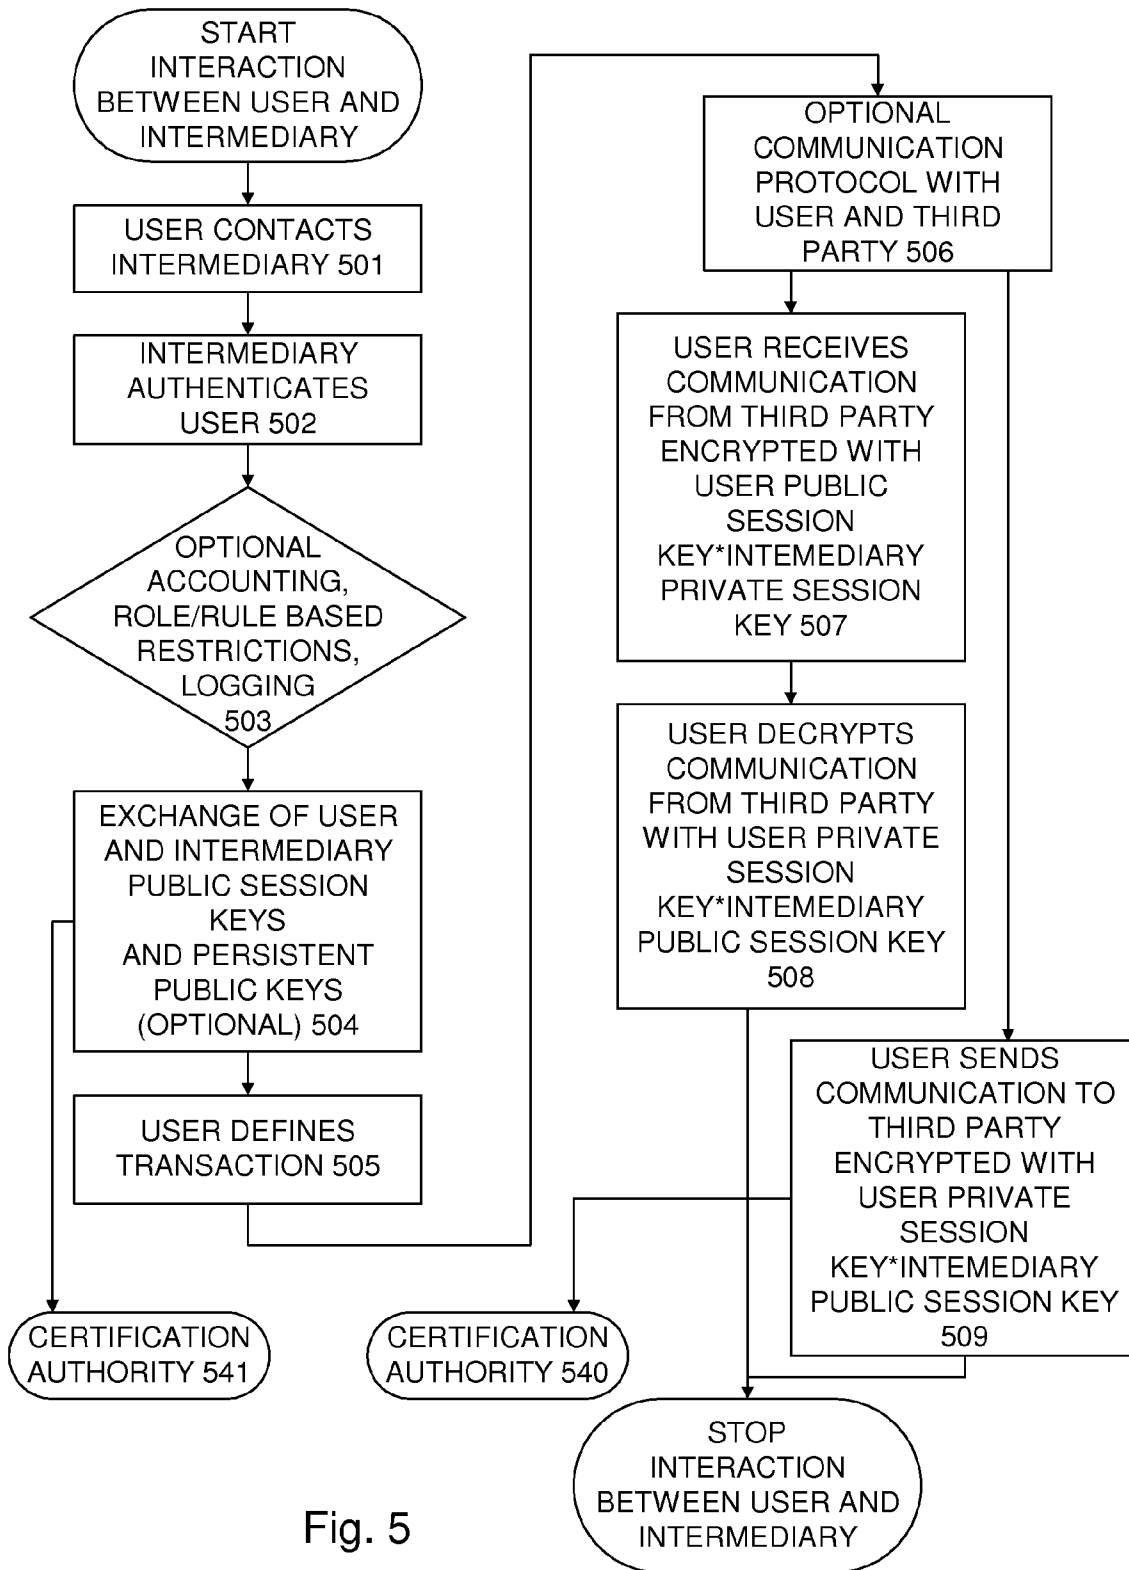 START
INTERACTION
BETWEEN USER AND
INTERMEDIARY
USER CONTACTS
INTERMEDIARY 501
INTERMEDIARY
AUTHENTICATES
USER 502
OPTIONAL
ACCOUNTING,
ROLE/RULE BASED
RESTRICTIONS,
LOGGING
503
EXCHANGE OF USER
AND INTERMEDIARY
PUBLIC SESSION
KEYS
AND PERSISTENT
PUBLIC KEYS
(OPTIONAL) 504
USER DEFINES
TRANSACTION 505
CERTIFICATION
AUTHORITY 541
OPTIONAL
COMMUNICATION
PROTOCOL WITH
USER AND THIRD
PARTY 506
USER RECEIVES
COMMUNICATION
FROM THIRD PARTY
ENCRYPTED WITH
USER PUBLIC
SESSION
KEY*INTEMEDIARY
PRIVATE SESSION
KEY 507
USER DECRYPTS
COMMUNICATION
FROM THIRD PARTY
WITH USER PRIVATE
SESSION
KEY*INTEMEDIARY
PUBLIC SESSION KEY
508
USER SENDS
COMMUNICATION TO
THIRD PARTY
ENCRYPTED WITH
USER PRIVATE
SESSION
KEY*INTEMEDIARY
PUBLIC SESSION KEY
509
CERTIFICATION
AUTHORITY 540
STOP
INTERACTION
BETWEEN USER AND
INTERMEDIARY
Fig. 5